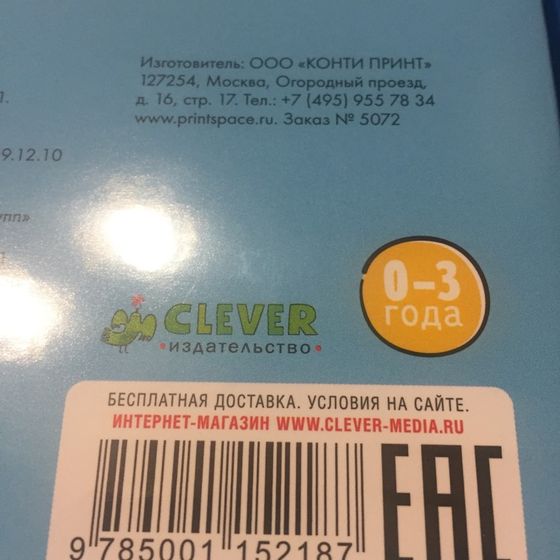 Изготовитель: ООО «КОНТИ ПРИНТ»
127254, Москва, Огородный проезд,
д. 16, стр. 17. Тел.: +7 (495) 955 78 34
www.printspace.ru. Заказ № 5072
9.12.10
0–3
года
CLEVER
•ИЗДАТЕЛЬСТВО•
БЕСПЛАТНАЯ ДОСТАВКА. УСЛОВИЯ НА САЙТЕ.
ИНТЕРНЕТ-МАГАЗИН WWW.CLEVER-MEDIA.RU
EAC
9 785001 152187